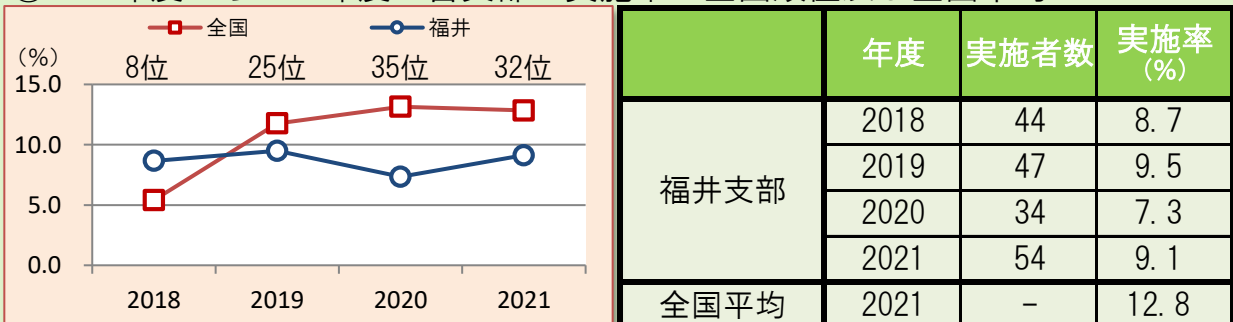 全国 福井
(%)
8位 25位 35位 32位
15.0
10.0
5.0
0.0
2018 2019 2020 2021
年度 実施者数 実施率(%)
福井支部
2018 44 8.7
2019 47 9.5
2020 34 7.3
2021 54 9.1
全国平均 2021 - 12.8